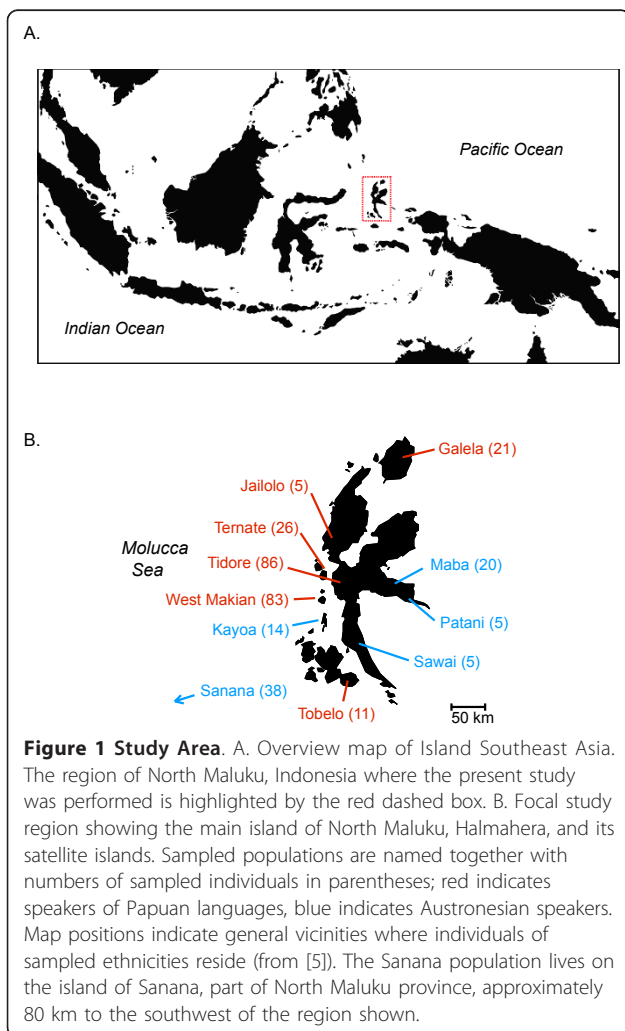 A.
Pacific Ocean
Indian Ocean
B.
Galela (21)
Jailolo (5)
Ternate (26)
Molucca
Sea
Tidore (86)
Maba (20)
West Makian (83)
Patani (5)
Kayoa (14)
Sawai (5)
Sanana (38)
Tobelo (11)
50 km
Figure 1 Study Area. A. Overview map of Island Southeast Asia.
The region of North Maluku, Indonesia where the present study
was performed is highlighted by the red dashed box. B. Focal study
region showing the main island of North Maluku, Halmahera, and its
satellite islands. Sampled populations are named together with
numbers of sampled individuals in parentheses; red indicates
speakers of Papuan languages, blue indicates Austronesian speakers.
Map positions indicate general vicinities where individuals of
sampled ethnicities reside (from [5]). The Sanana population lives on
the island of Sanana, part of North Maluku province, approximately
80 km to the southwest of the region shown.